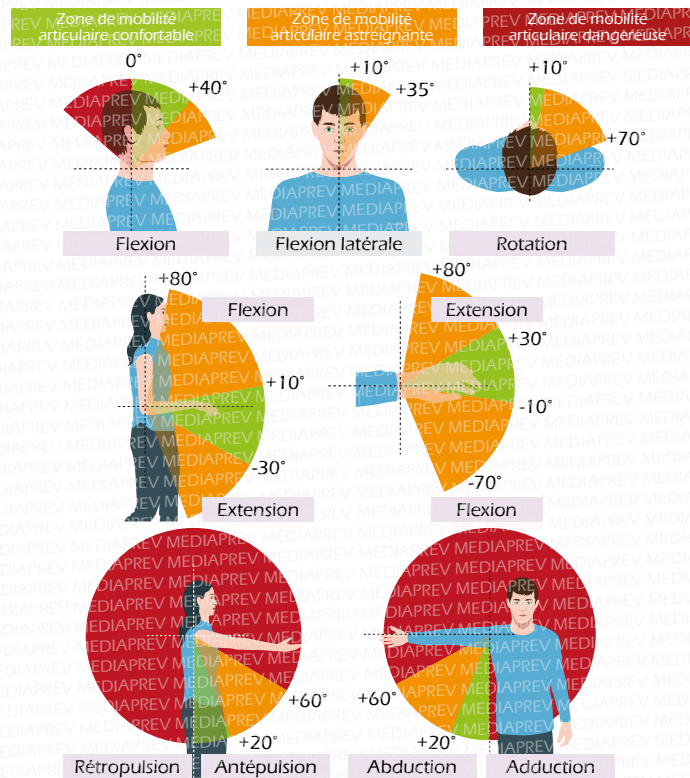 Zone de mobilité
articulaire confortable
Zone de mobilité
articulaire astreignante
Zone de mobilité
articulaire dangereuse
0°
+40°
Flexion
+10°
+35°
Flexion latérale
+10°
+70°
Rotation
+80°
Flexion
+10°
-30°
Extension
+80°
Extension
+30°
-10°
-70°
Flexion
+60°
+20°
Rétropulsion
Antépulsion
+60°
+20°
Abduction
Adduction
MEDIAPREV